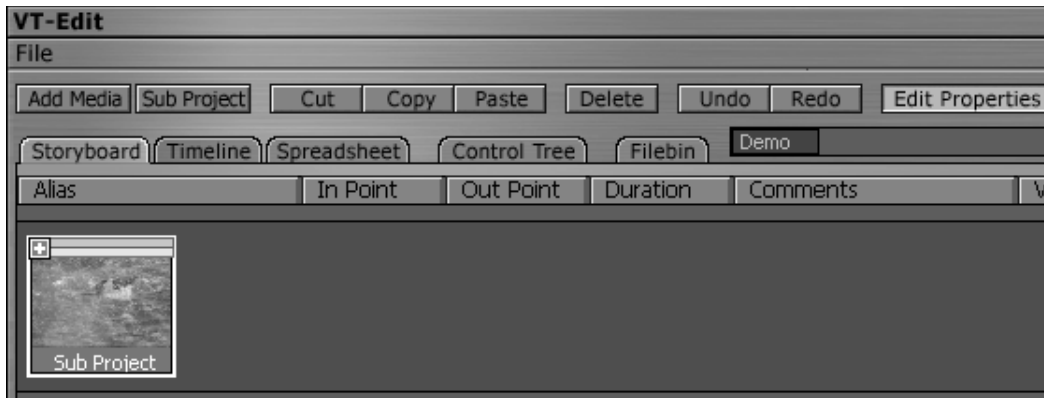 VT-Edit
File
Add Media Sub Project Cut Copy Paste Delete Undo Redo Edit Properties
Storyboard Timeline Spreadsheet Control Tree Filebin Demo
Alias In Point Out Point Duration Comments
Sub Project